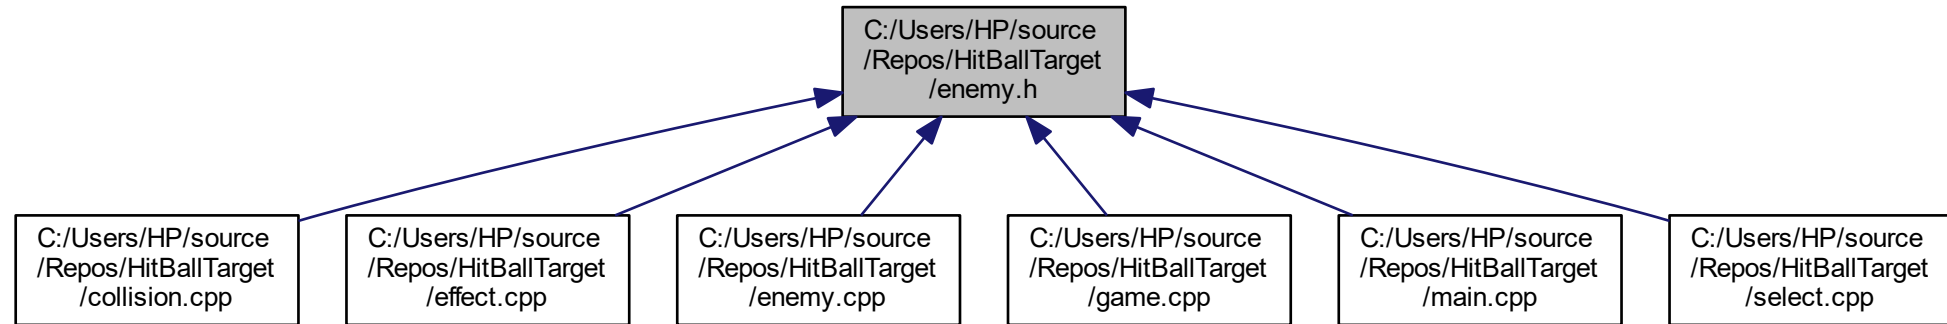 C:/Users/HP/source
/Repos/HitBallTarget
/enemy.h
C:/Users/HP/source
/Repos/HitBallTarget
/collision.cpp
C:/Users/HP/source
/Repos/HitBallTarget
/effect.cpp
C:/Users/HP/source
/Repos/HitBallTarget
/enemy.cpp
C:/Users/HP/source
/Repos/HitBallTarget
/game.cpp
C:/Users/HP/source
/Repos/HitBallTarget
/main.cpp
C:/Users/HP/source
/Repos/HitBallTarget
/select.cpp